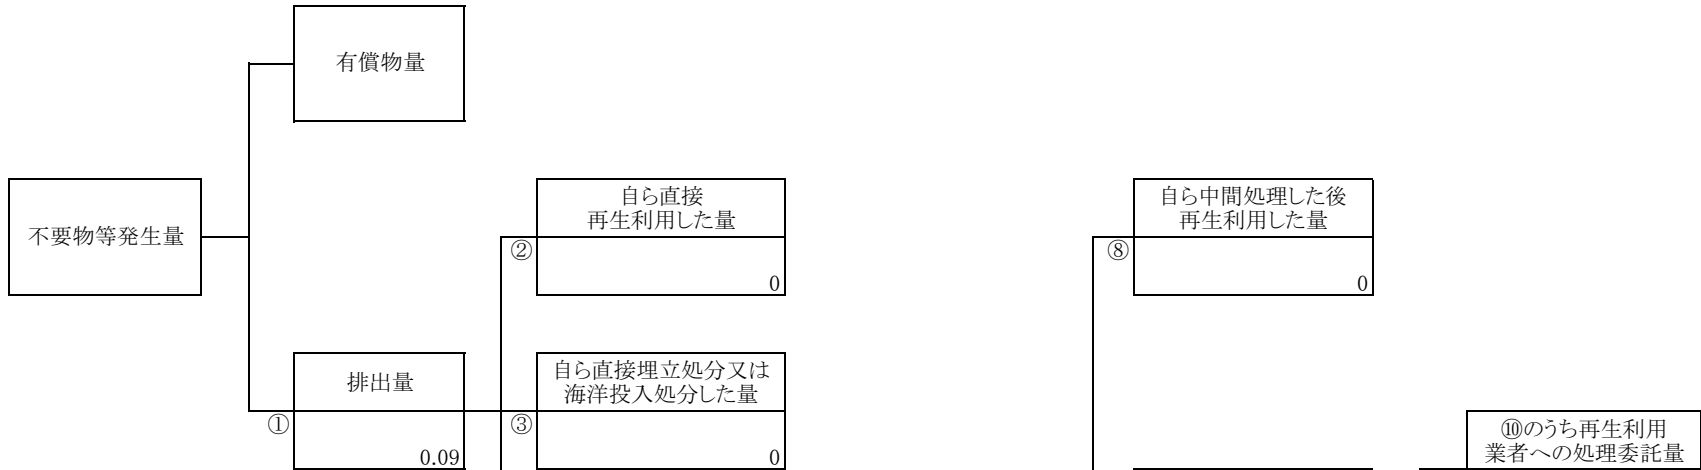 有償物量
不要物等発生量
自ら直接
再生利用した量
②
0
自ら中間処理した後
再生利用した量
⑧
0
排出量
①
0.09
自ら直接埋立処分又は
海洋投入処分した量
③
0
⑩のうち再生利用
業者への処理委託量